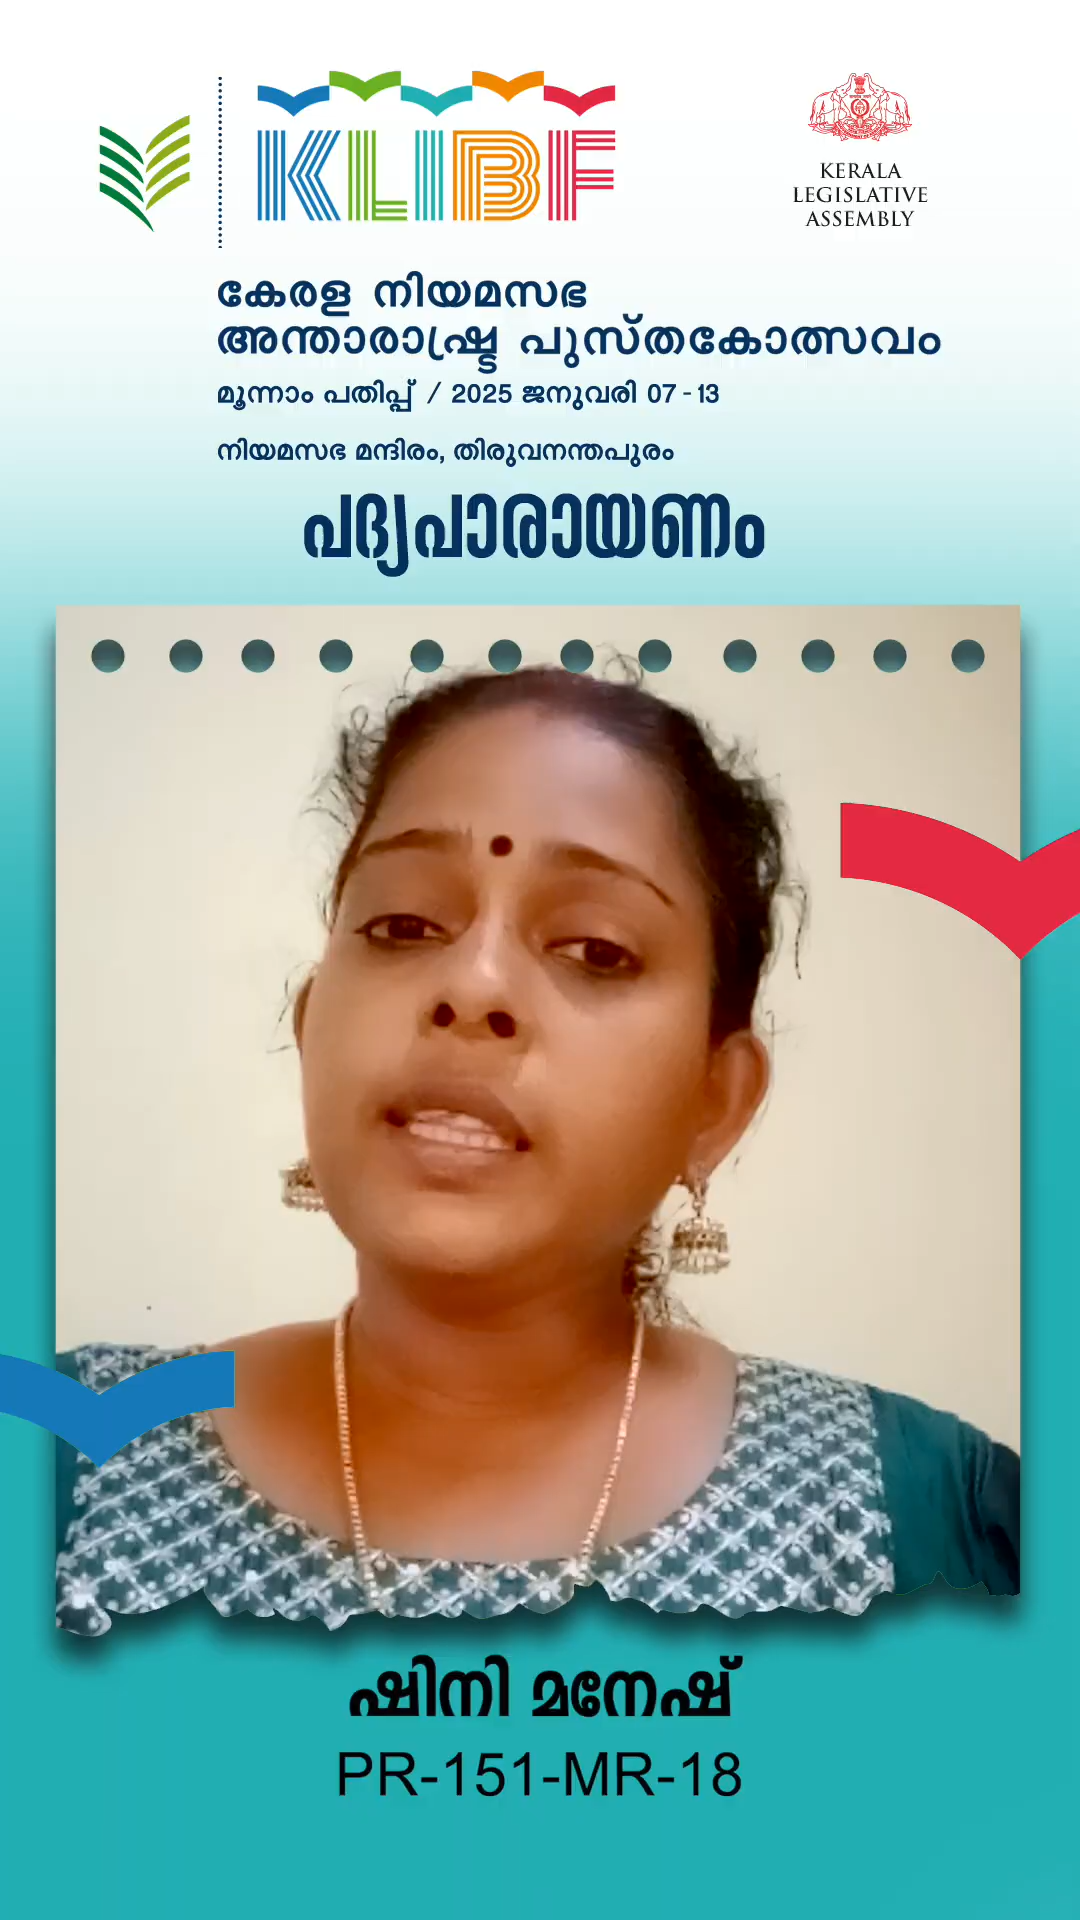 KLIBF
KERALA
LEGISLATIVE
ASSEMBLY
കേരള നിയമസഭ
അന്താരാഷ്ട്ര പുസ്തകോത്സവം
മൂന്നാം പതിപ്പ് / 2025 ജനുവരി 07-13
നിയമസഭ മന്ദിരം, തിരുവനന്തപുരം
പദ്യപാരായണം
ഷിനി മനേഷ്
PR-151-MR-18